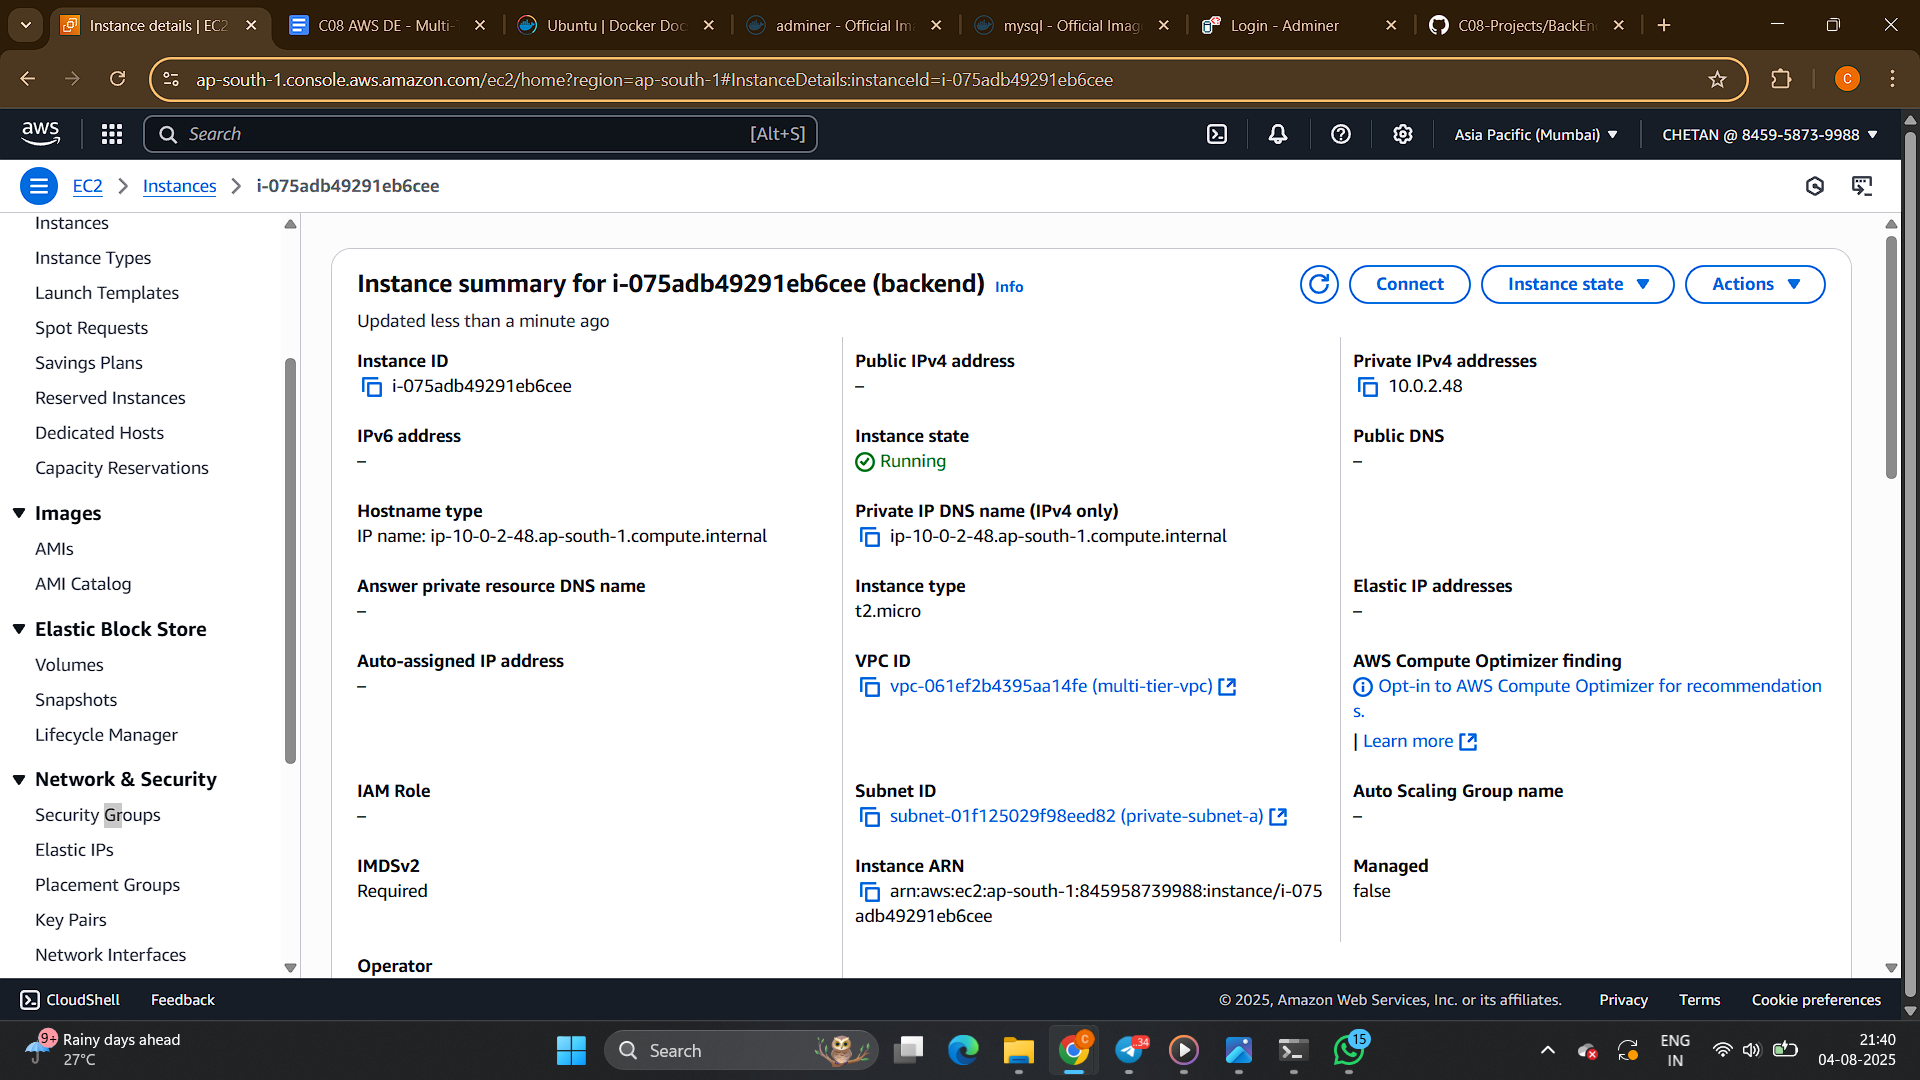 Instance details | EC2
C08 AWS DE - Multi-
Ubuntu | Docker Doc
adminer - Official Im
mysql - Official Imag
Login - Adminer
C08-Projects/BackEn
ap-south-1.console.aws.amazon.com/ec2/home?region=ap-south-1#InstanceDetails:instanceId=i-075adb49291eb6cee
C
aws
Search
[Alt+S]
Asia Pacific (Mumbai)
CHETAN @ 8459-5873-9988
EC2
Instances
i-075adb49291eb6cee
Instances
Instance Types
Launch Templates
Spot Requests
Savings Plans
Reserved Instances
Dedicated Hosts
Capacity Reservations
Images
AMIs
AMI Catalog
Elastic Block Store
Volumes
Snapshots
Lifecycle Manager
Network & Security
Security Groups
Elastic IPs
Placement Groups
Key Pairs
Network Interfaces
Instance summary for i-075adb49291eb6cee (backend) Info
Updated less than a minute ago
Connect
Instance state
Actions
Instance ID
i-075adb49291eb6cee
Public IPv4 address
–
Private IPv4 addresses
10.0.2.48
IPv6 address
–
Instance state
Running
Public DNS
–
Hostname type
IP name: ip-10-0-2-48.ap-south-1.compute.internal
Private IP DNS name (IPv4 only)
ip-10-0-2-48.ap-south-1.compute.internal
Answer private resource DNS name
–
Instance type
t2.micro
Elastic IP addresses
–
Auto-assigned IP address
–
VPC ID
vpc-061ef2b4395aa14fe (multi-tier-vpc)
AWS Compute Optimizer finding
Opt-in to AWS Compute Optimizer for recommendation
s.
| Learn more
IAM Role
–
Subnet ID
subnet-01f125029f98eed82 (private-subnet-a)
Auto Scaling Group name
–
IMDSv2
Required
Instance ARN
arn:aws:ec2:ap-south-1:845958739988:instance/i-075
adb49291eb6cee
Managed
false
Operator
CloudShell
Feedback
© 2025, Amazon Web Services, Inc. or its affiliates.
Privacy
Terms
Cookie preferences
9+
Rainy days ahead
27°C
Search
C
34
15
ENG
IN
21:40
04-08-2025